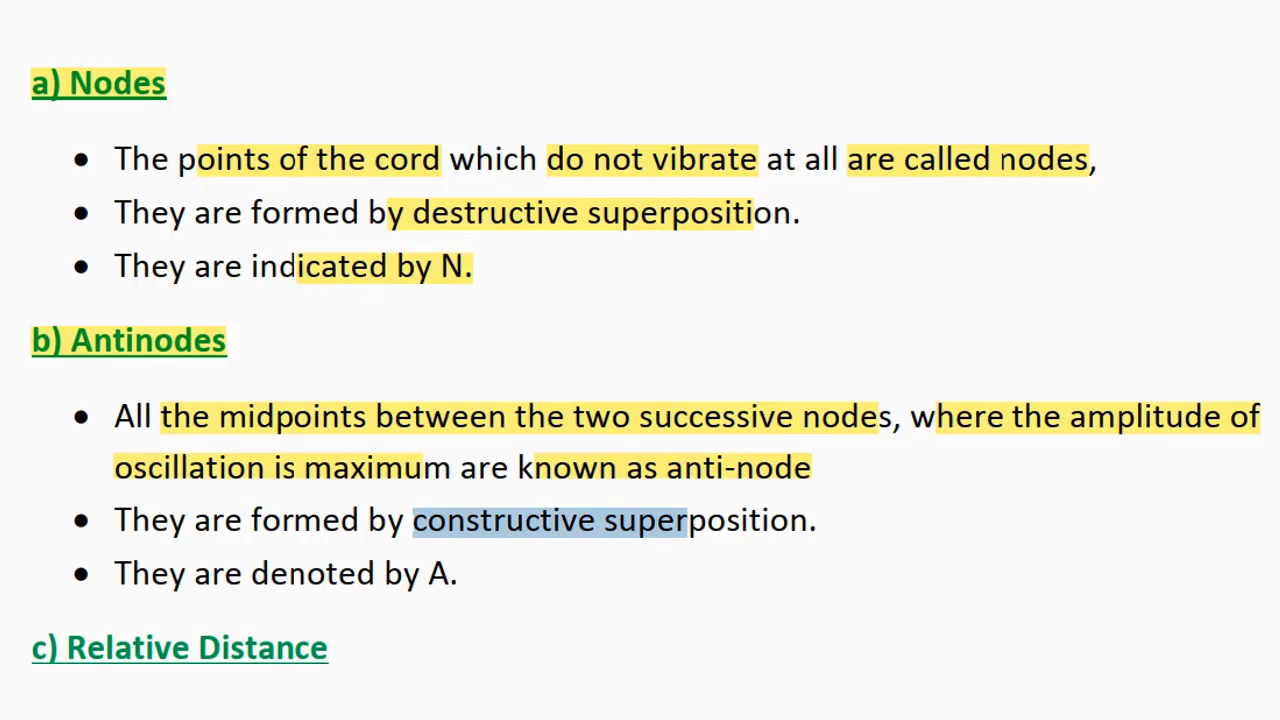 a) Nodes
• The points of the cord which do not vibrate at all are called nodes,
• They are formed by destructive superposition.
• They are indicated by N.
b) Antinodes
• All the midpoints between the two successive nodes, where the amplitude of
oscillation is maximum are known as anti-node
• They are formed by constructive superposition.
• They are denoted by A.
c) Relative Distance